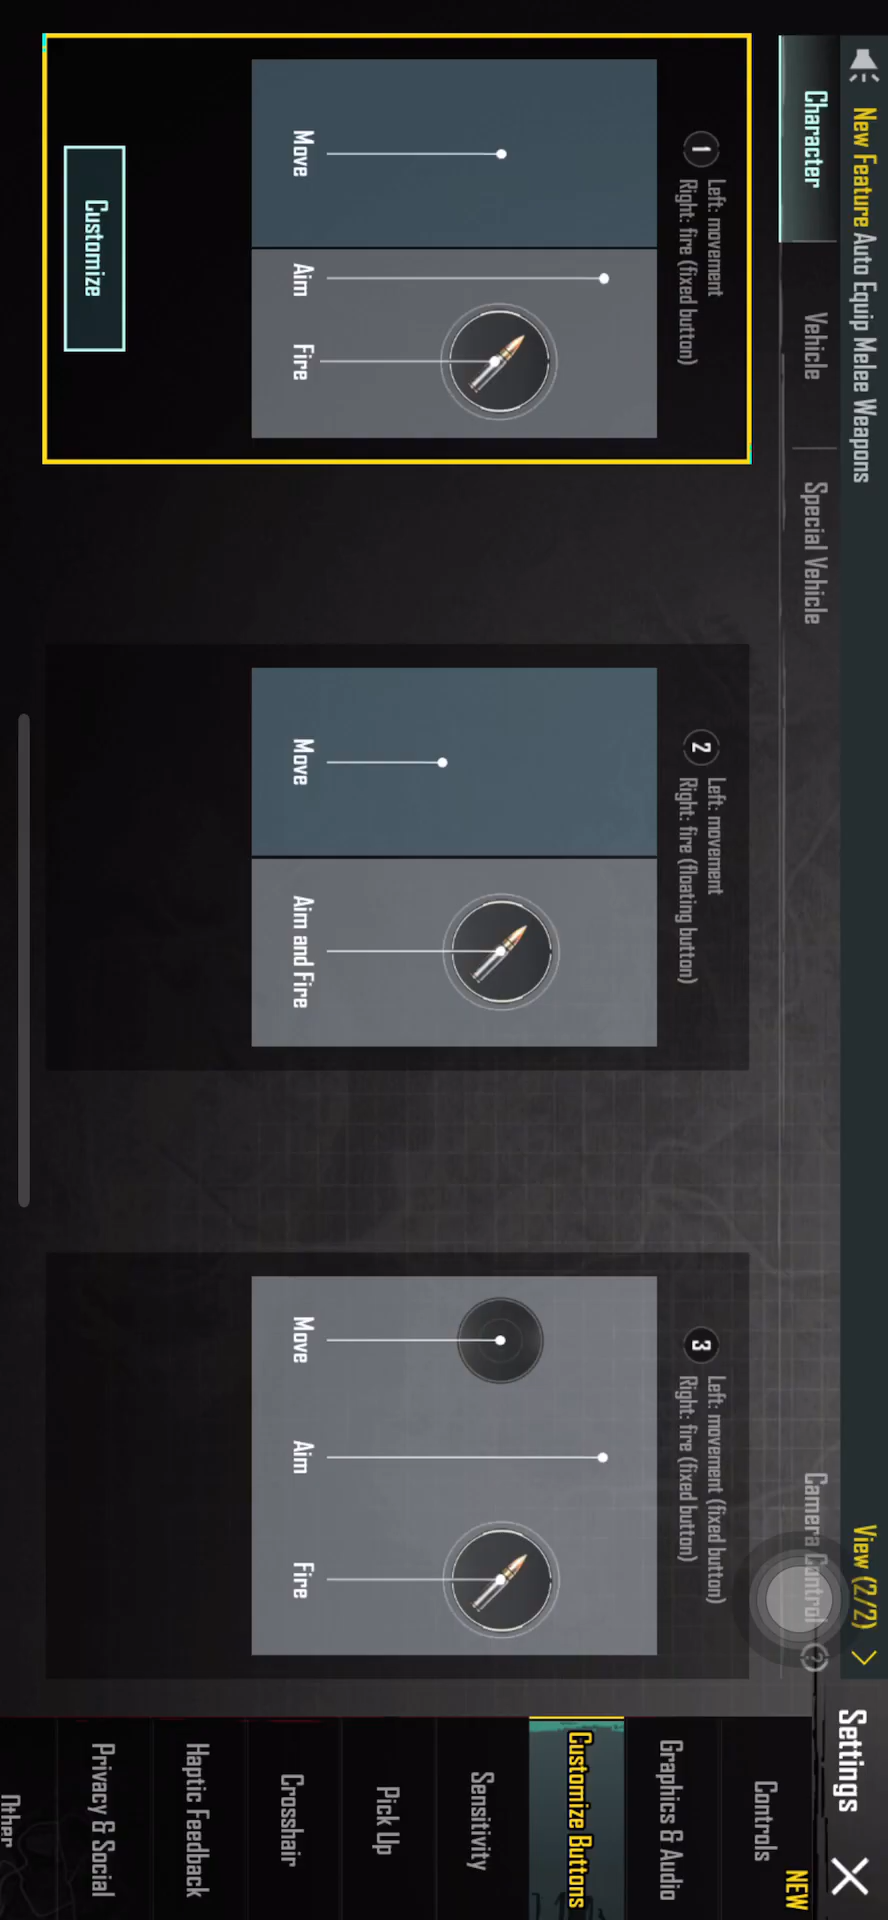 New Feature Auto Equip Melee Weapons
View (2/2)
Settings
Character
Vehicle
Special Vehicle
Camera Control
?
1
Left: movement
Right: fire (fixed button)
Move
Aim
Fire
Customize
2
Left: movement
Right: fire (floating button)
Move
Aim and Fire
3
Left: movement (fixed button)
Right: fire (fixed button)
Move
Aim
Fire
NEW
Controls
Graphics & Audio
Customize Buttons
Sensitivity
Pick Up
Crosshair
Haptic Feedback
Privacy & Social
Other